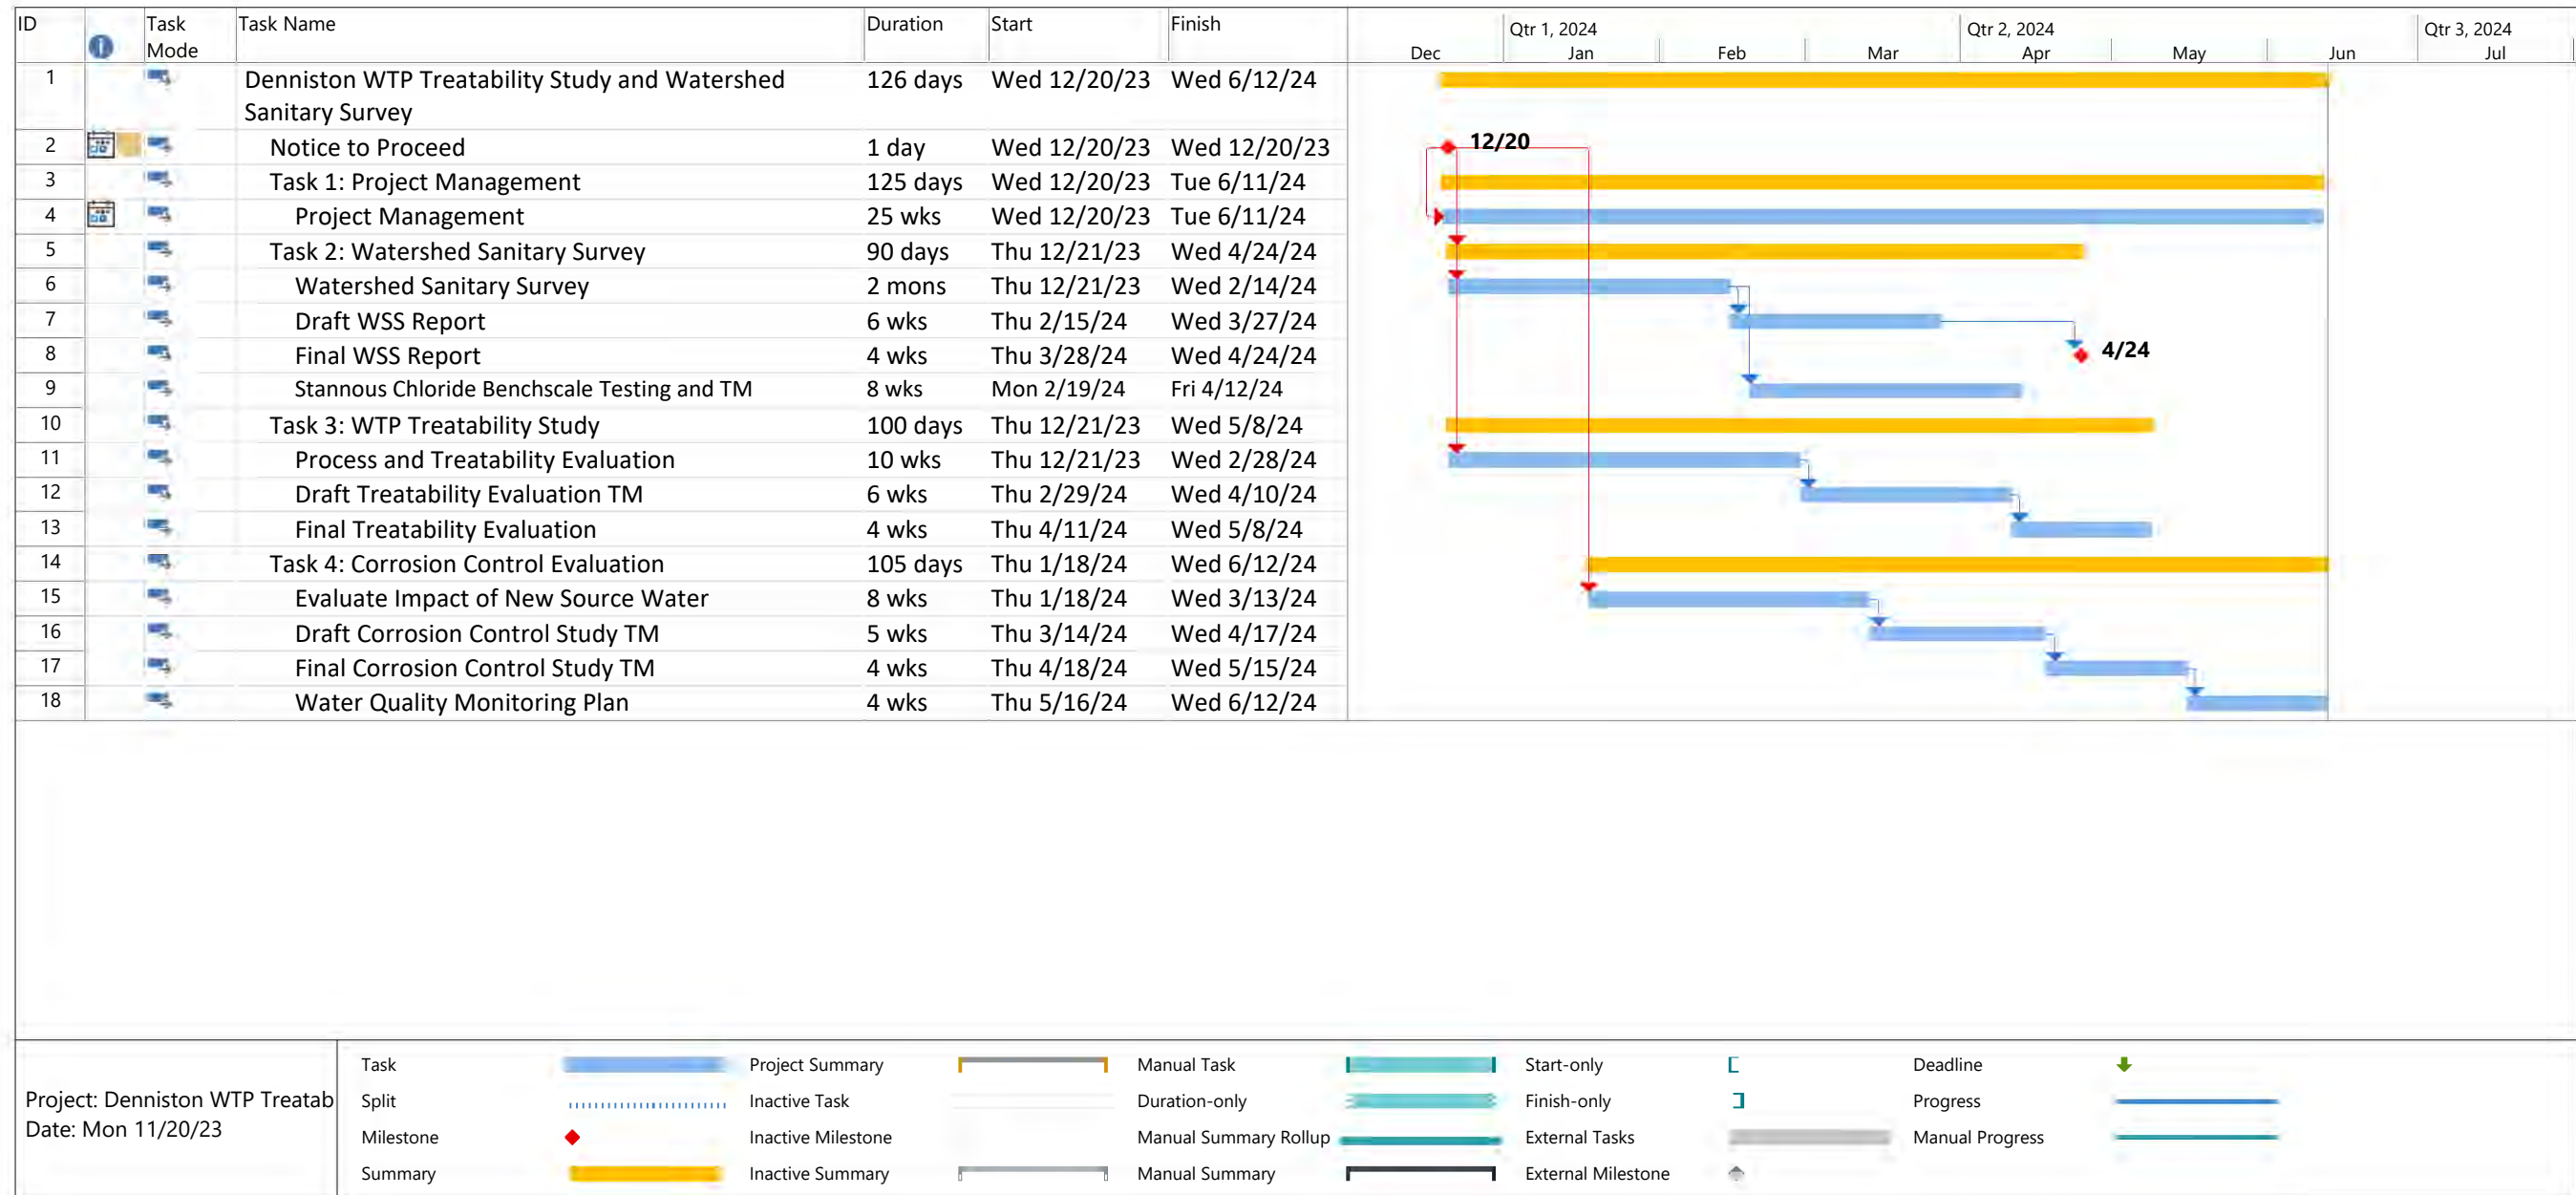 ID Task Mode Task Name Duration Start Finish
Qtr 1, 2024 Qtr 2, 2024 Qtr 3, 2024
Dec Jan Feb Mar Apr May Jun Jul
1 Denniston WTP Treatability Study and Watershed 126 days Wed 12/20/23 Wed 6/12/24
Sanitary Survey
2 Notice to Proceed 1 day Wed 12/20/23 Wed 12/20/23 12/20
3 Task 1: Project Management 125 days Wed 12/20/23 Tue 6/11/24
4 Project Management 25 wks Wed 12/20/23 Tue 6/11/24
5 Task 2: Watershed Sanitary Survey 90 days Thu 12/21/23 Wed 4/24/24
6 Watershed Sanitary Survey 2 mons Thu 12/21/23 Wed 2/14/24
7 Draft WSS Report 6 wks Thu 2/15/24 Wed 3/27/24
8 Final WSS Report 4 wks Thu 3/28/24 Wed 4/24/24 4/24
9 Stannous Chloride Benchscale Testing and TM 8 wks Mon 2/19/24 Fri 4/12/24
10 Task 3: WTP Treatability Study 100 days Thu 12/21/23 Wed 5/8/24
11 Process and Treatability Evaluation 10 wks Thu 12/21/23 Wed 2/28/24
12 Draft Treatability Evaluation TM 6 wks Thu 2/29/24 Wed 4/10/24
13 Final Treatability Evaluation 4 wks Thu 4/11/24 Wed 5/8/24
14 Task 4: Corrosion Control Evaluation 105 days Thu 1/18/24 Wed 6/12/24
15 Evaluate Impact of New Source Water 8 wks Thu 1/18/24 Wed 3/13/24
16 Draft Corrosion Control Study TM 5 wks Thu 3/14/24 Wed 4/17/24
17 Final Corrosion Control Study TM 4 wks Thu 4/18/24 Wed 5/15/24
18 Water Quality Monitoring Plan 4 wks Thu 5/16/24 Wed 6/12/24
Project: Denniston WTP Treatab
Date: Mon 11/20/23
Task Project Summary Manual Task Start-only Deadline
Split Inactive Task Duration-only Finish-only Progress
Milestone Inactive Milestone Manual Summary Rollup External Tasks Manual Progress
Summary Inactive Summary Manual Summary External Milestone